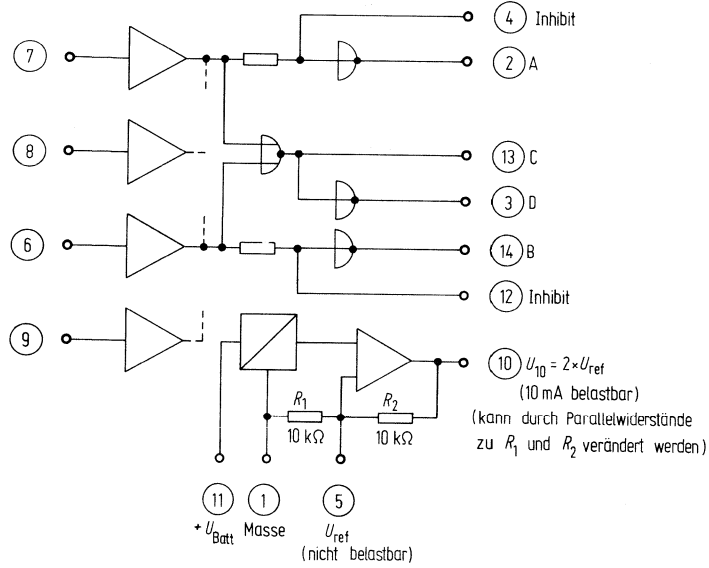 4 Inhibit
7
2 A
8
13 C
3 D
6
14 B
12 Inhibit
9
10 U10 = 2×Uref
(10 mA belastbar)
(kann durch Parallelwiderstände
zu R1 und R2 verändert werden)
R1
10 kΩ
R2
10 kΩ
11
+ UBatt
1
Masse
5
Uref
(nicht belastbar)